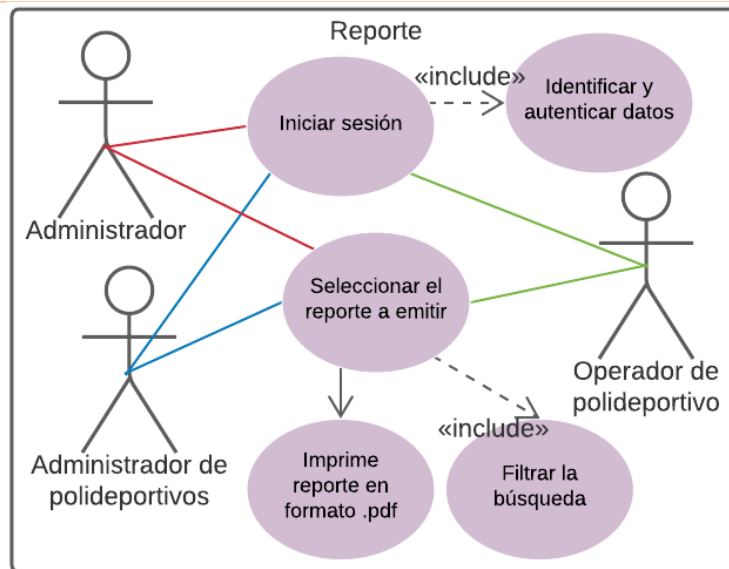 Reporte
«include»
Iniciar sesión
Identificar y
autenticar datos
Administrador
Seleccionar el
reporte a emitir
Operador de
polideportivo
Administrador de
polideportivos
«include»
Imprime
reporte en
formato .pdf
Filtrar la
búsqueda